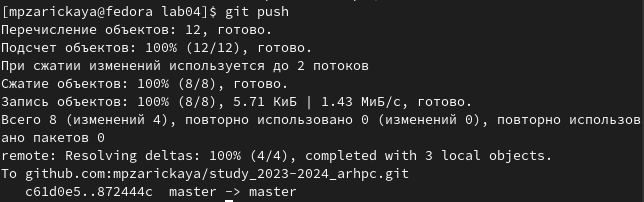 [mpzarickaya@fedora lab04]$ git push
Перечисление объектов: 12, готово.
Подсчет объектов: 100% (12/12), готово.
При сжатии изменений используется до 2 потоков
Сжатие объектов: 100% (8/8), готово.
Запись объектов: 100% (8/8), 5.71 КиБ | 1.43 МиБ/с, готово.
Всего 8 (изменений 4), повторно использовано 0 (изменений 0), повторно использов
ано пакетов 0
remote: Resolving deltas: 100% (4/4), completed with 3 local objects.
To github.com:mpzarickaya/study_2023-2024_arhpc.git
   c61d0e5..872444c  master -> master